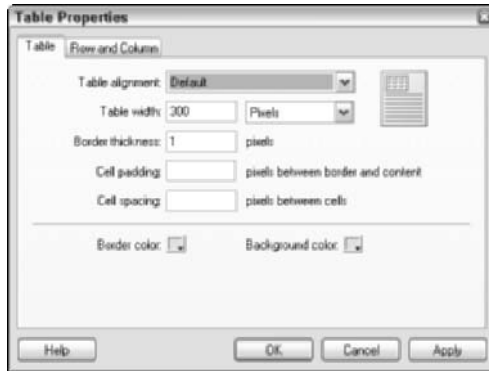 Table Properties
Table Row and Column
Table alignment: Default
Table width: 300 Pixels
Border thickness: 1 pixels
Cell padding: pixels between border and content
Cell spacing: pixels between cells
Border color: Background color:
Help OK Cancel Apply